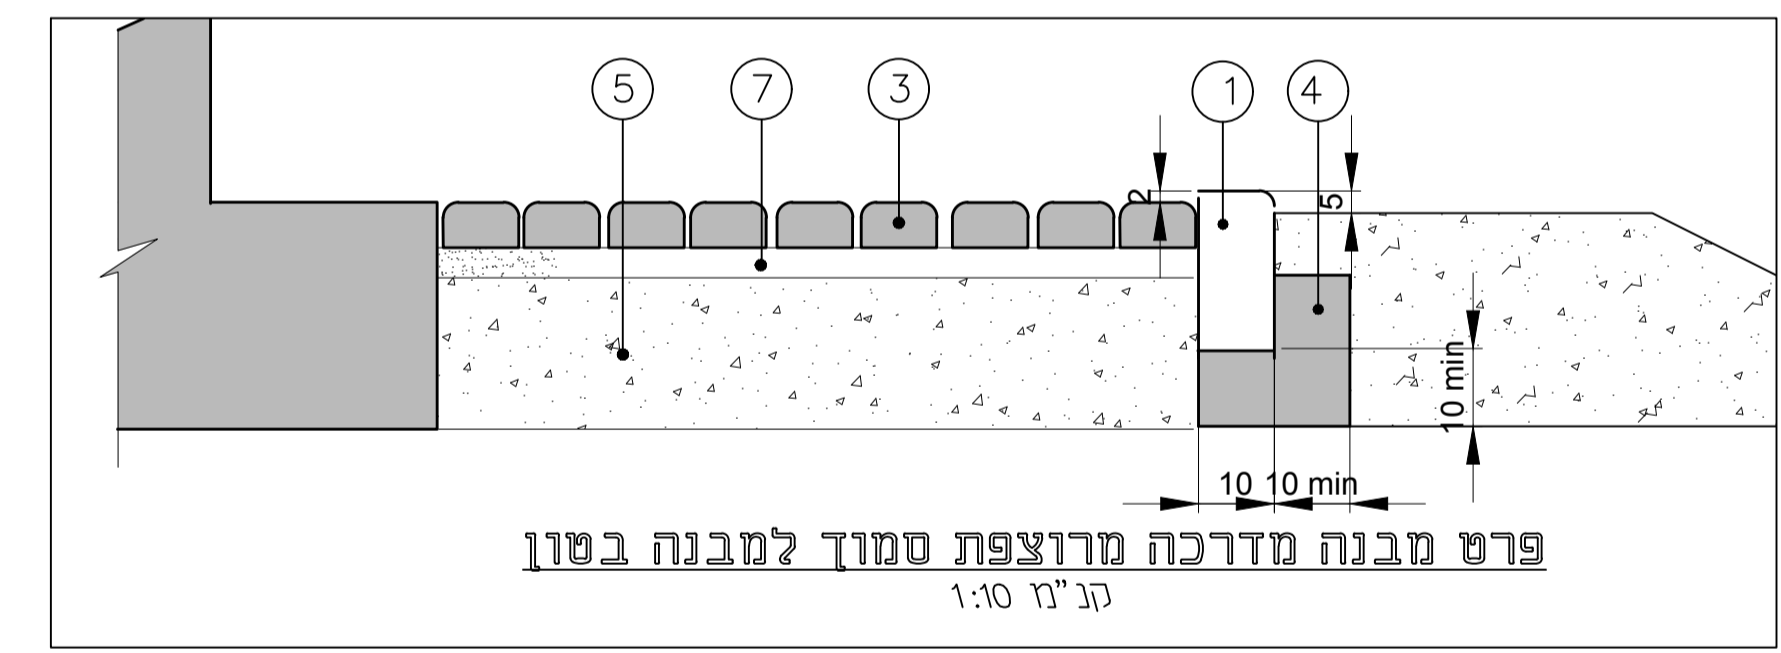 5 7 3 1 4
2
5
10 min
10 10 min
פרט מבנה מדרכה מרוצפת סמוך למבנה בטון
קנ"מ 1:10